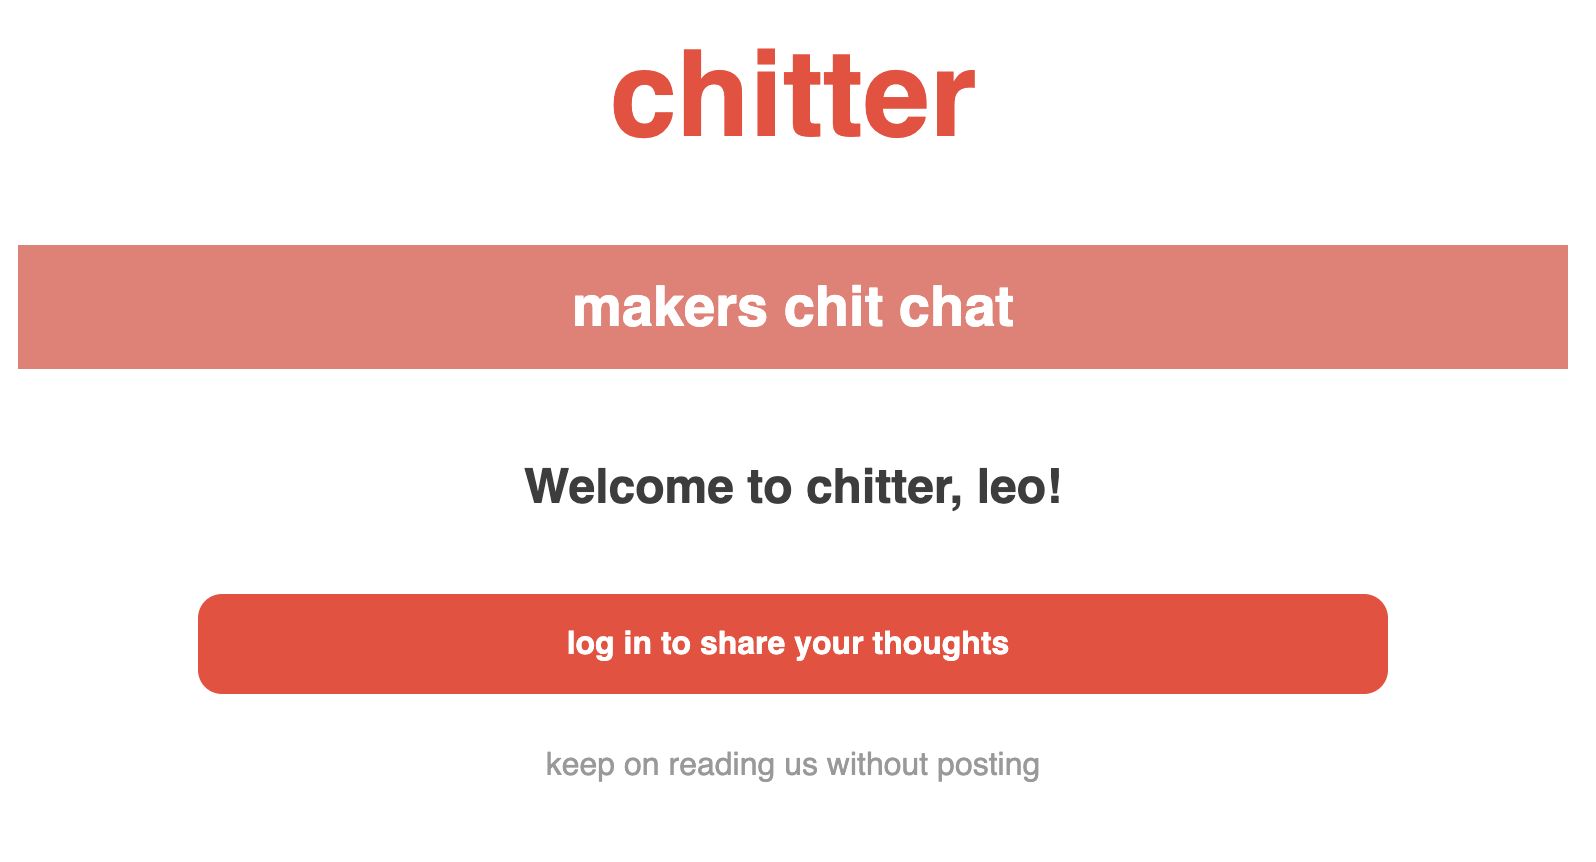 chitter
makers chit chat
Welcome to chitter, leo!
log in to share your thoughts
keep on reading us without posting